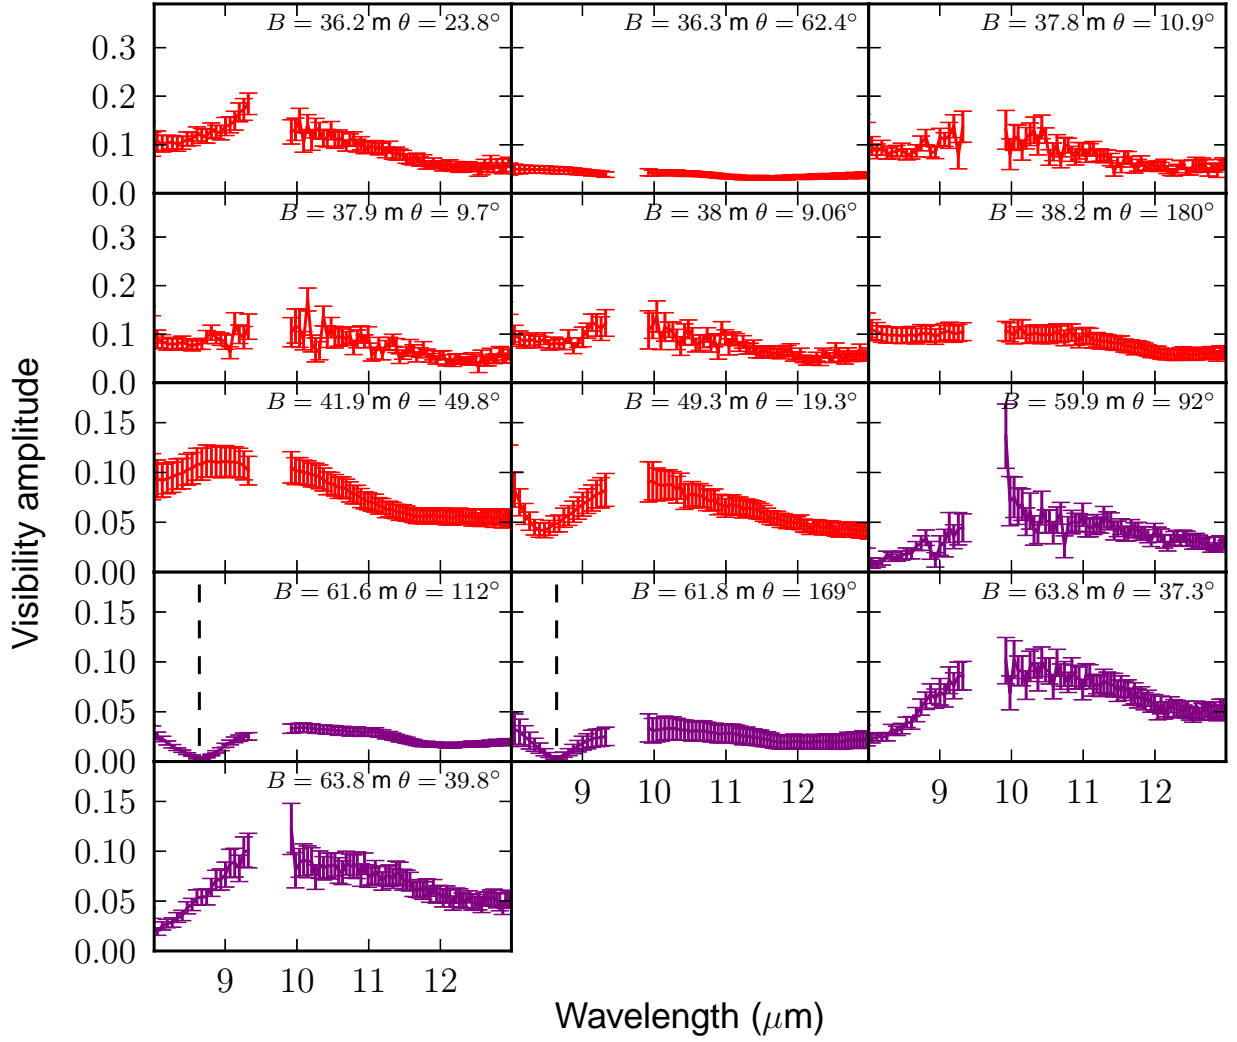 B = 36.2 m θ = 23.8°
B = 36.3 m θ = 62.4°
B = 37.8 m θ = 10.9°
0.3
0.2
0.1
0.0
B = 37.9 m θ = 9.7°
B = 38 m θ = 9.06°
B = 38.2 m θ = 180°
0.3
0.2
0.1
0.00
B = 41.9 m θ = 49.8°
B = 49.3 m θ = 19.3°
B = 59.9 m θ = 92°
0.15
0.10
0.05
0.00
B = 61.6 m θ = 112°
B = 61.8 m θ = 169°
B = 63.8 m θ = 37.3°
0.15
0.10
0.05
0.00
9 10 11 12
9 10 11 12
B = 63.8 m θ = 39.8°
0.15
0.10
0.05
0.00
9 10 11 12
Visibility amplitude
Wavelength (μm)